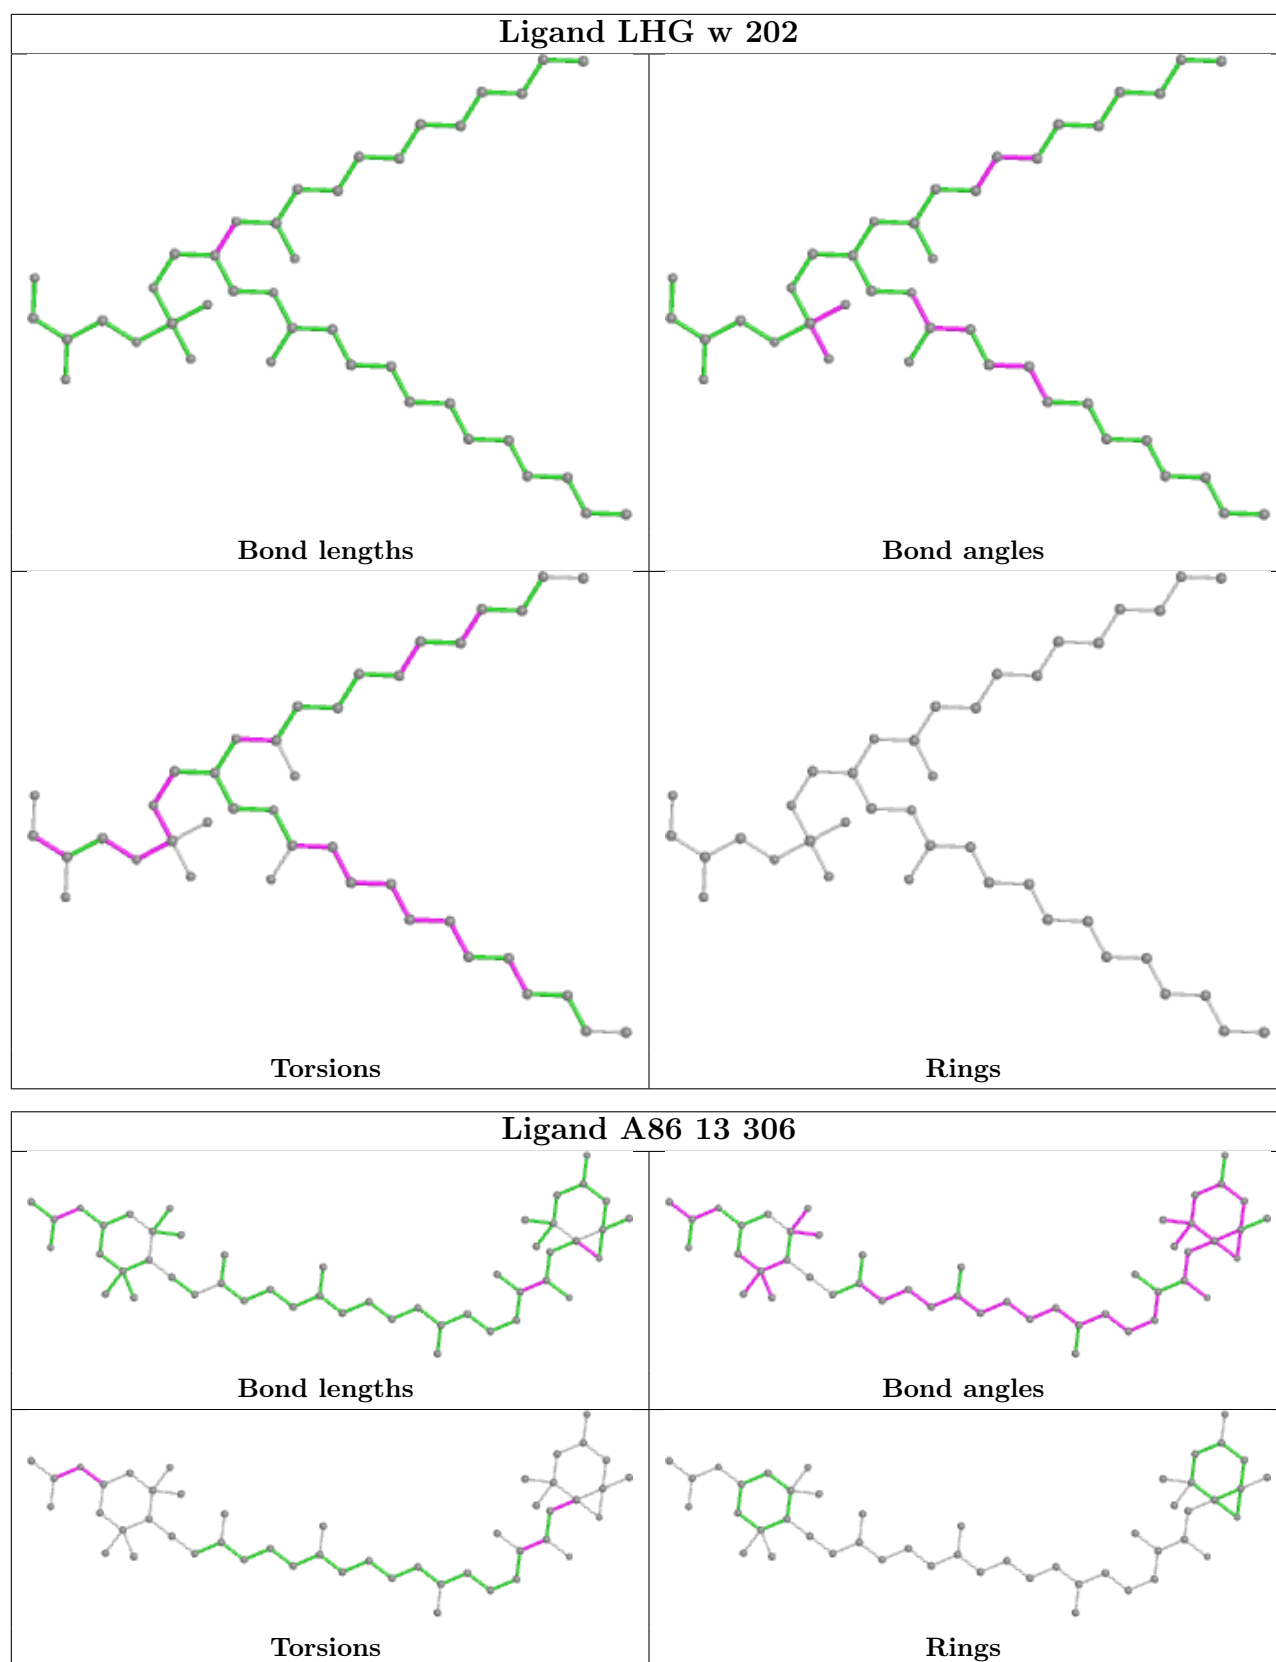 Ligand LHG w 202
Bond lengths
Bond angles
Torsions
Rings
Ligand A86 13 306
Bond lengths
Bond angles
Torsions
Rings